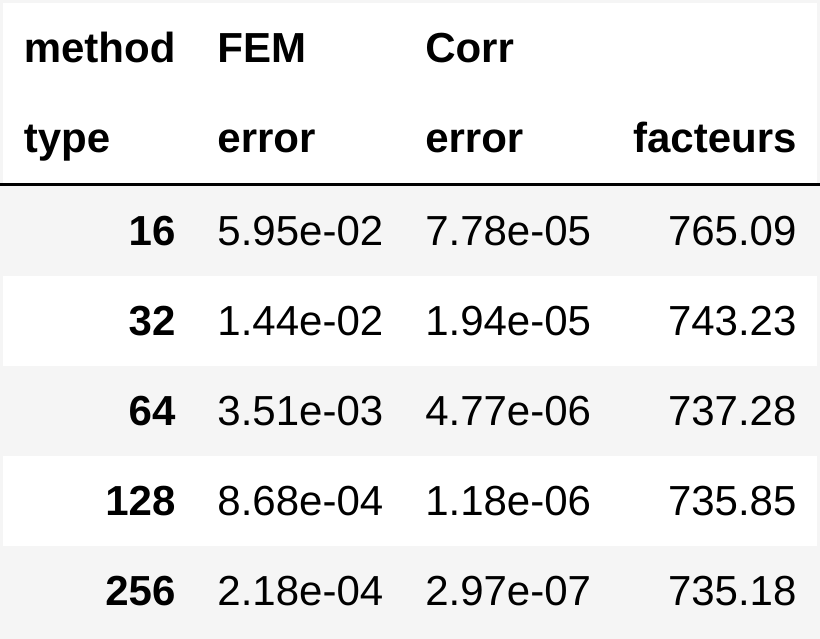 method FEM Corr
type error error facteurs
16 5.95e-02 7.78e-05 765.09
32 1.44e-02 1.94e-05 743.23
64 3.51e-03 4.77e-06 737.28
128 8.68e-04 1.18e-06 735.85
256 2.18e-04 2.97e-07 735.18